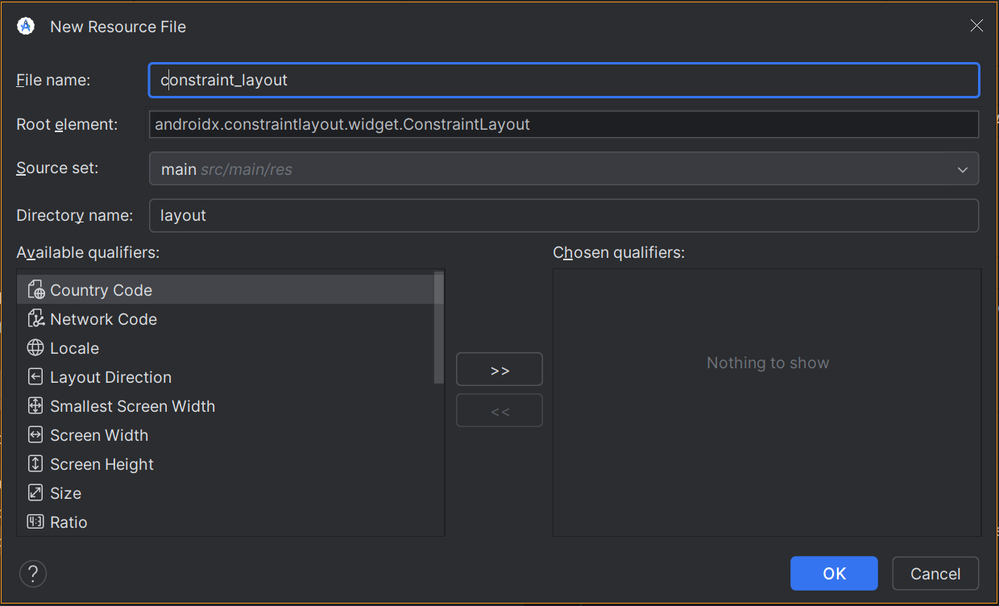 New Resource File
File name: constraint_layout
Root element: androidx.constraintlayout.widget.ConstraintLayout
Source set: main src/main/res
Directory name: layout
Available qualifiers:
Chosen qualifiers:
Country Code
Network Code
Locale
Layout Direction
Smallest Screen Width
Screen Width
Screen Height
Size
4:3 Ratio
>>
<<
Nothing to show
?
OK
Cancel